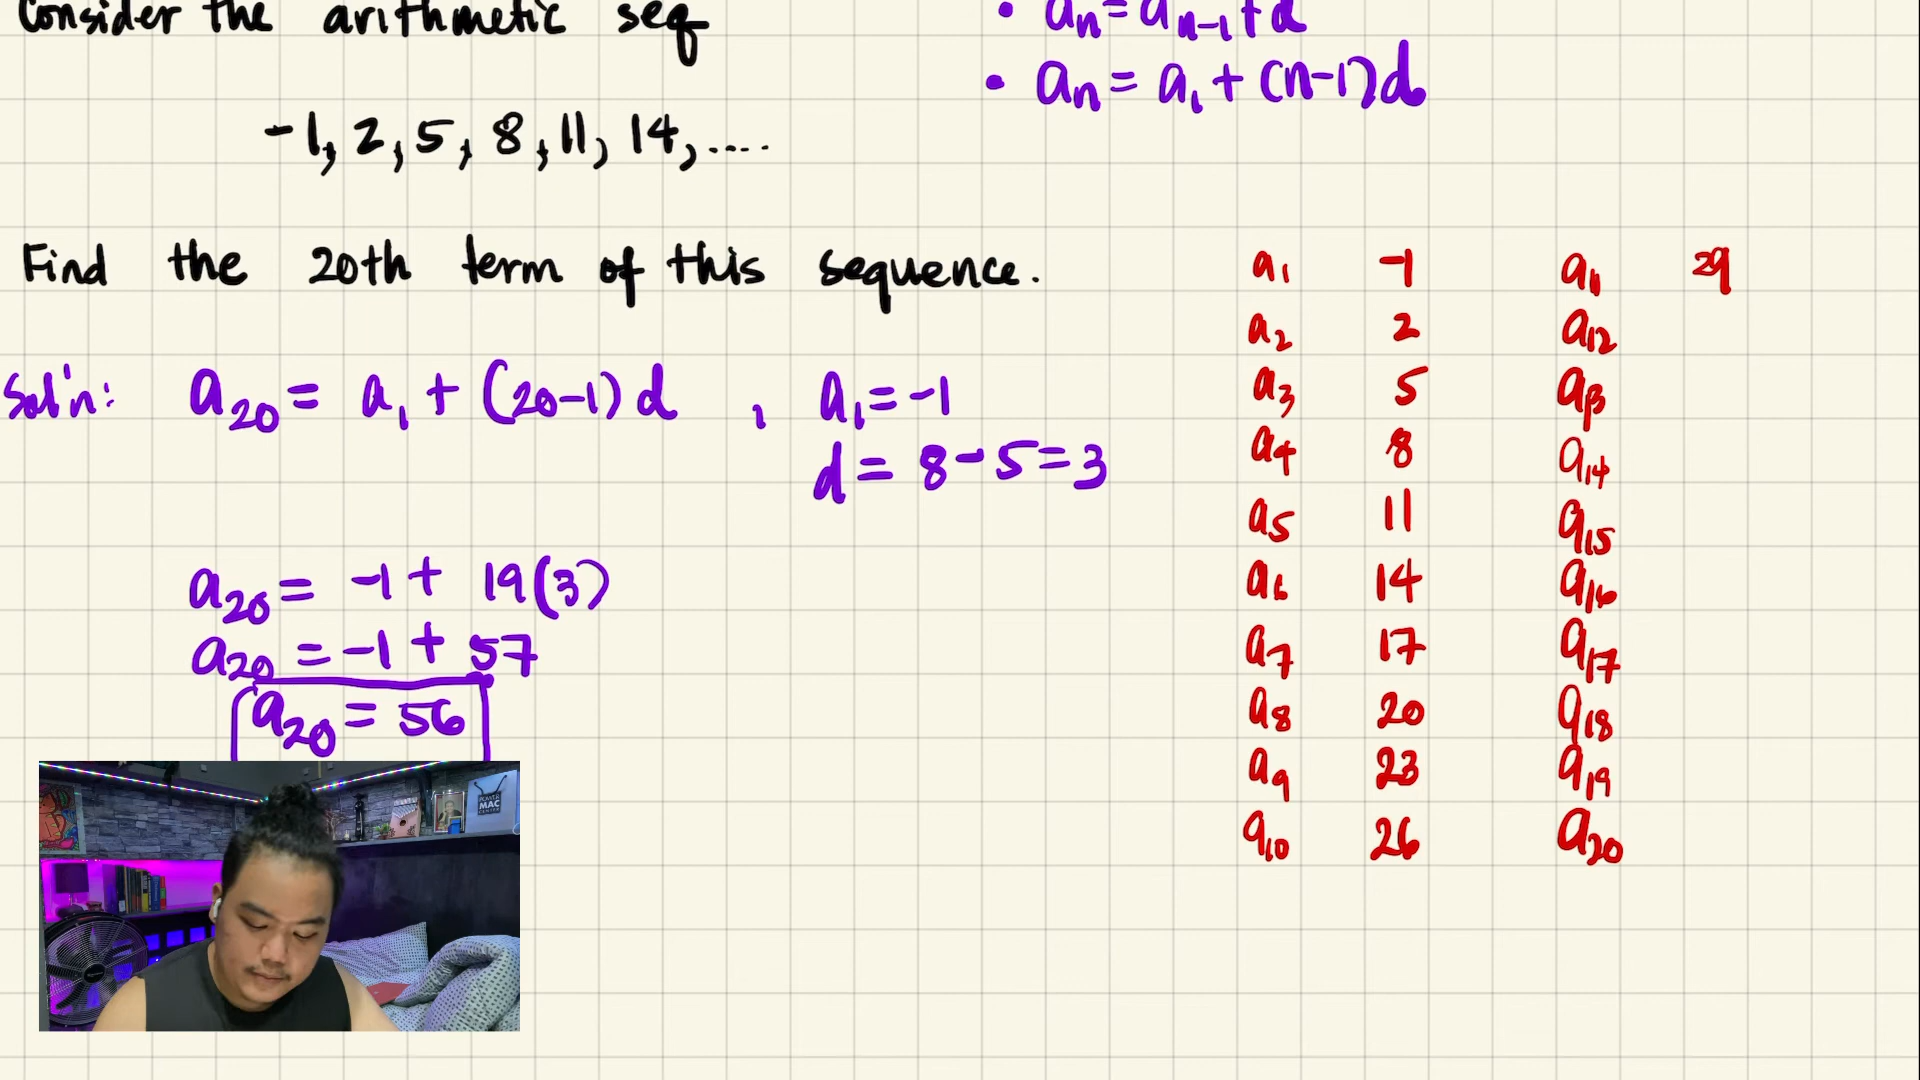 Consider the arithmetic seq
-1, 2, 5, 8, 11, 14, ....
• an = an-1 + d
• an = a1 + (n-1)d
Find the 20th term of this sequence.
Sol'n: a20 = a1 + (20-1)d , a1 = -1
d = 8 - 5 = 3
a20 = -1 + 19(3)
a20 = -1 + 57
a20 = 56
a1 -1 a11 29
a2 2 a12
a3 5 a13
a4 8 a14
a5 11 a15
a6 14 a16
a7 17 a17
a8 20 a18
a9 23 a19
a10 26 a20
POWER
MAC
CENTER